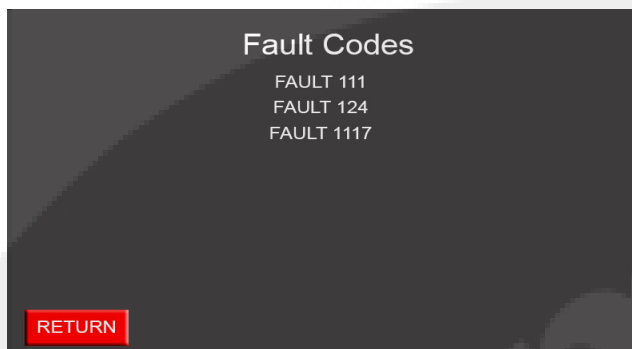 Fault Codes
FAULT 111
FAULT 124
FAULT 1117
RETURN